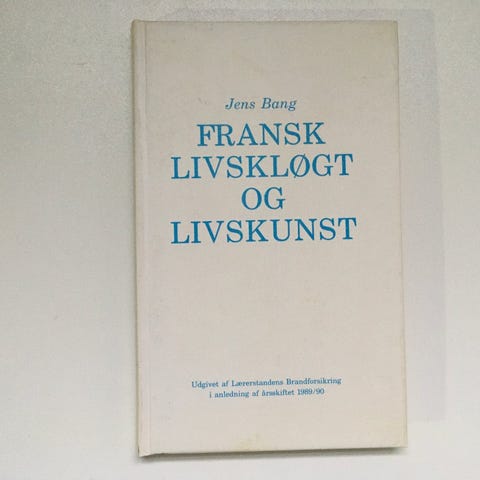 Jens Bang
FRANSK
LIVSKLØGT
OG
LIVSKUNST
Udgivet af Lærerstandens Brandforsikring
i anledning af årsskiftet 1989/90